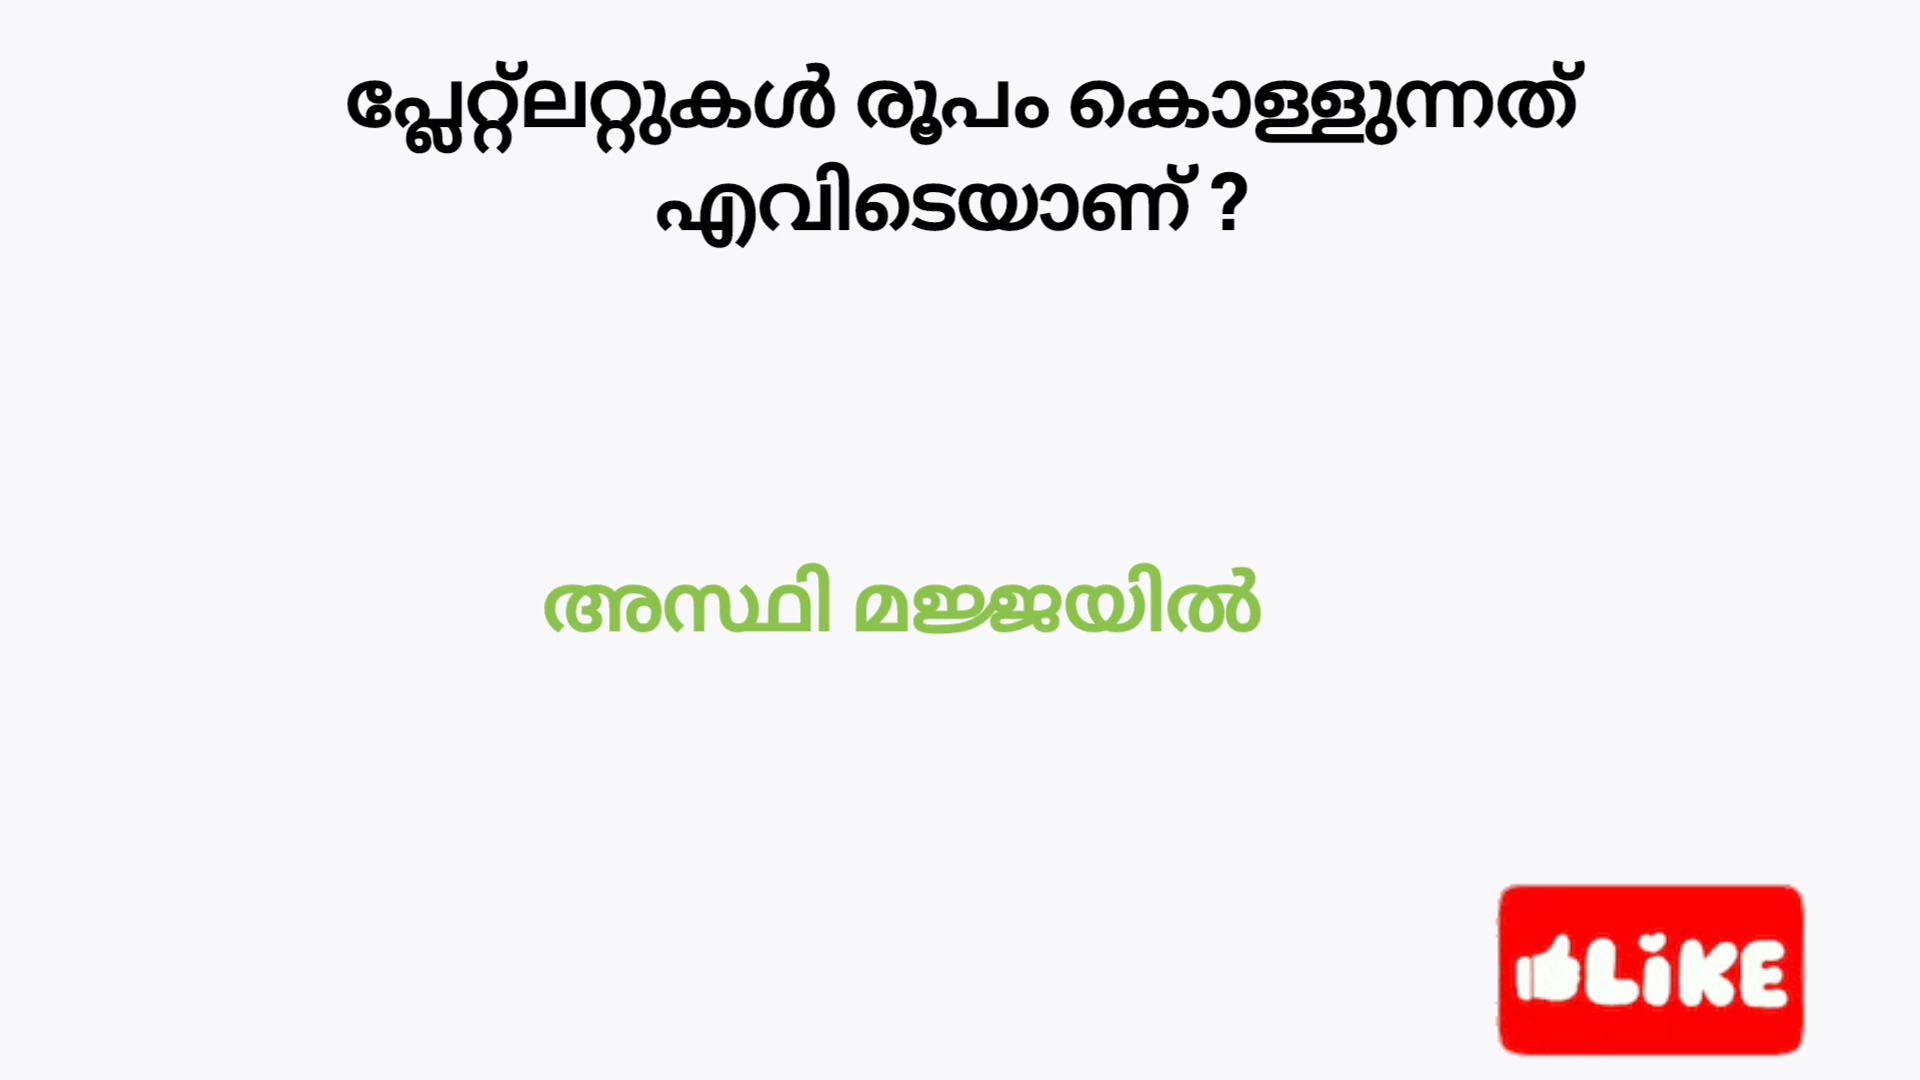 പ്ലേറ്റ്ലറ്റുകൾ രൂപം കൊള്ളുന്നത്
എവിടെയാണ് ?
അസ്ഥി മജ്ജയിൽ
LiKE